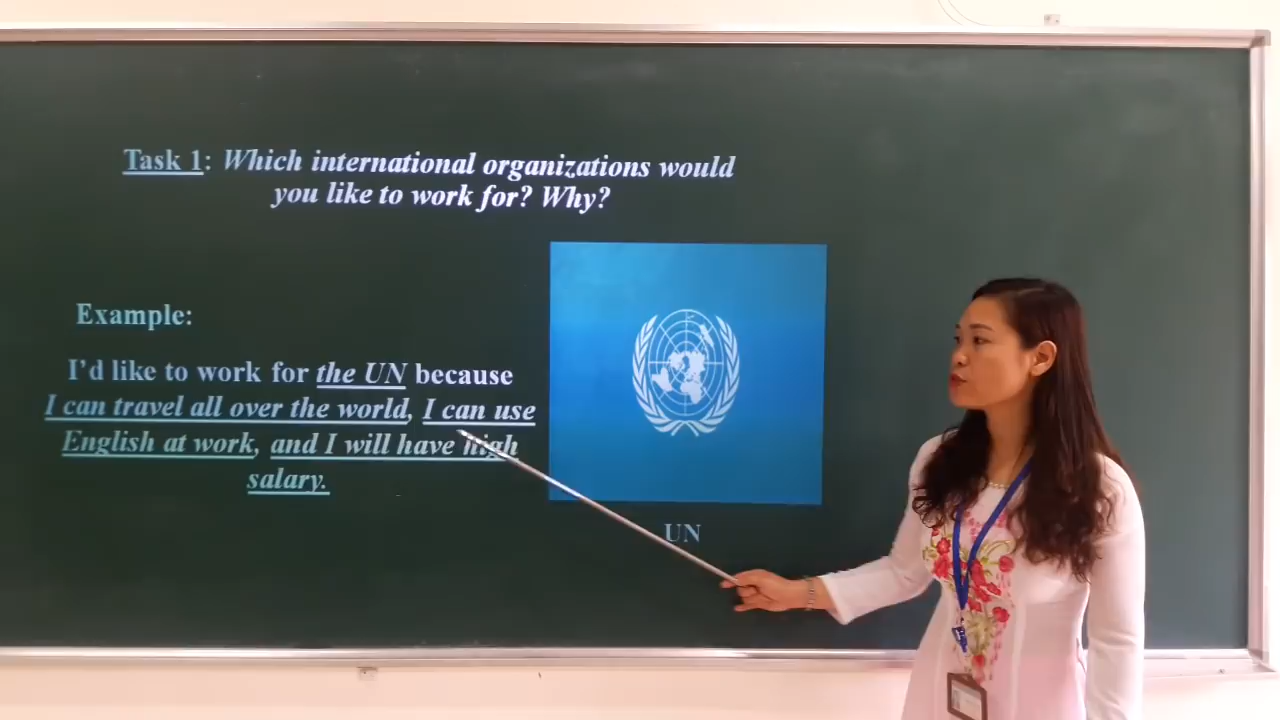 Task 1: Which international organizations would
you like to work for? Why?
Example:
I'd like to work for the UN because
I can travel all over the world, I can use
English at work, and I will have high
salary.
UN